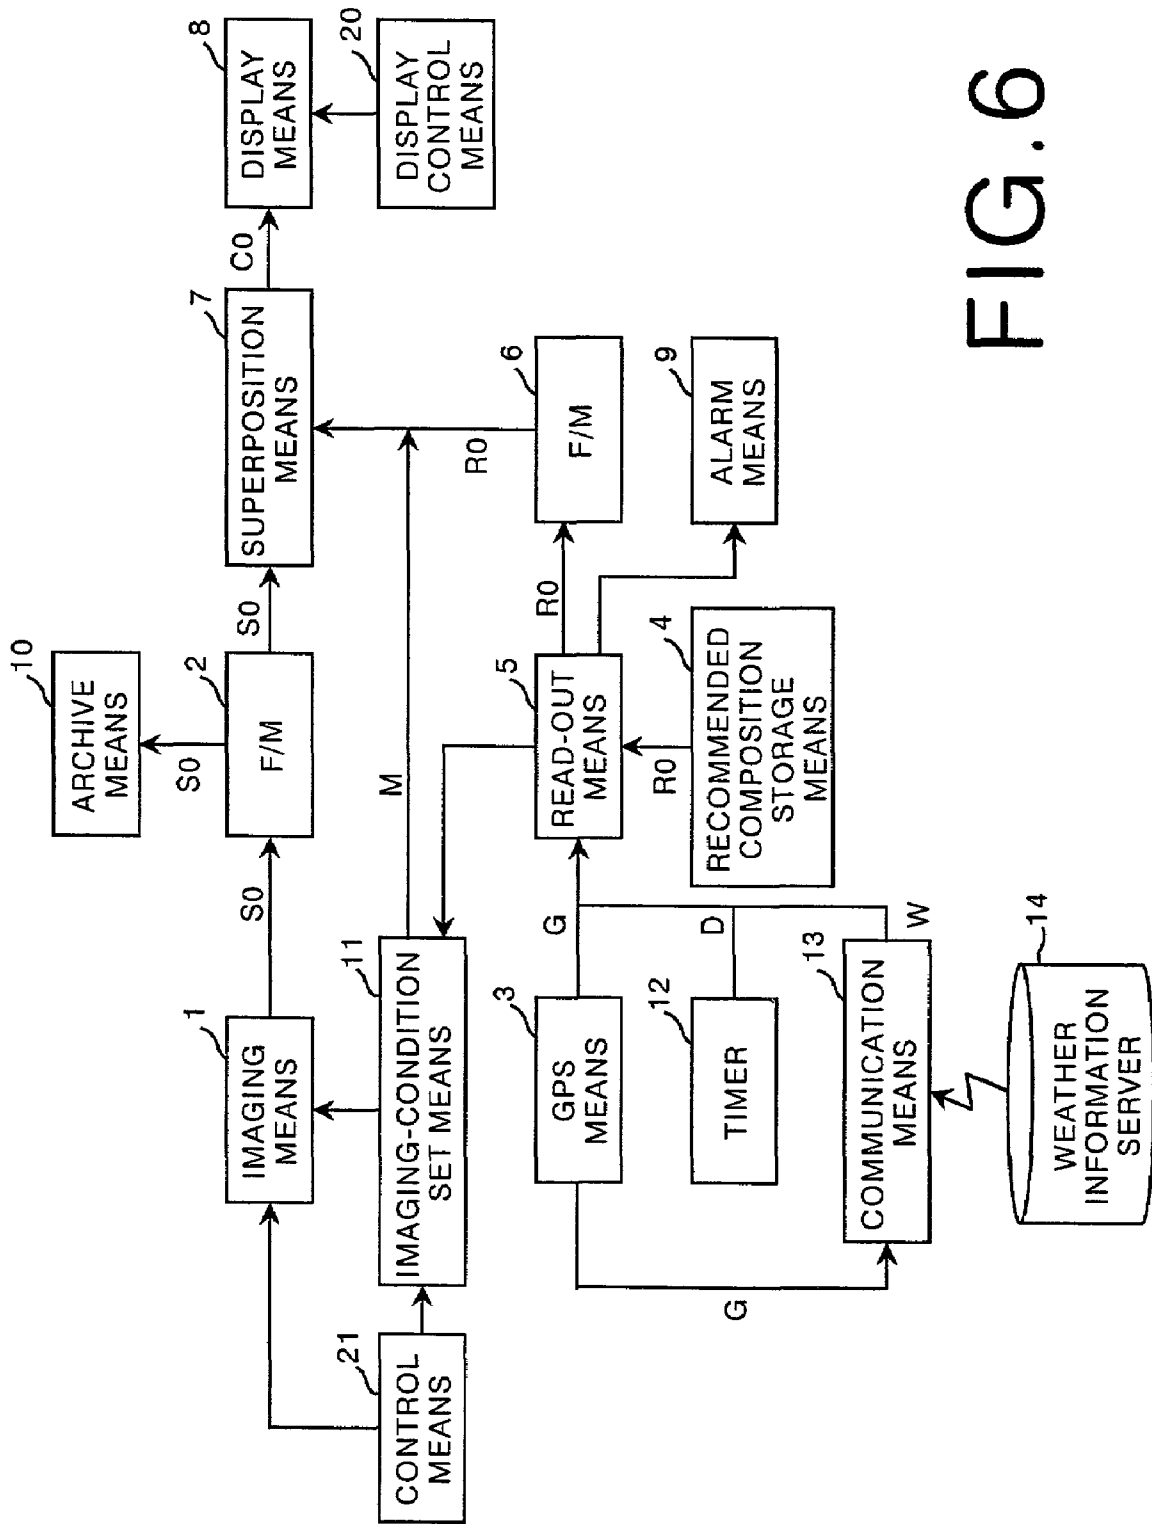 10
ARCHIVE
MEANS
S0
1
IMAGING
MEANS
S0
2
F/M
S0
7
SUPERPOSITION
MEANS
C0
8
DISPLAY
MEANS
21
CONTROL
MEANS
11
IMAGING-CONDITION
SET MEANS
M
20
DISPLAY
CONTROL
MEANS
R0
3
GPS
MEANS
G
5
READ-OUT
MEANS
R0
6
F/M
G
12
TIMER
D
R0
4
RECOMMENDED
COMPOSITION
STORAGE
MEANS
9
ALARM
MEANS
13
COMMUNICATION
MEANS
W
14
WEATHER
INFORMATION
SERVER
FIG.6